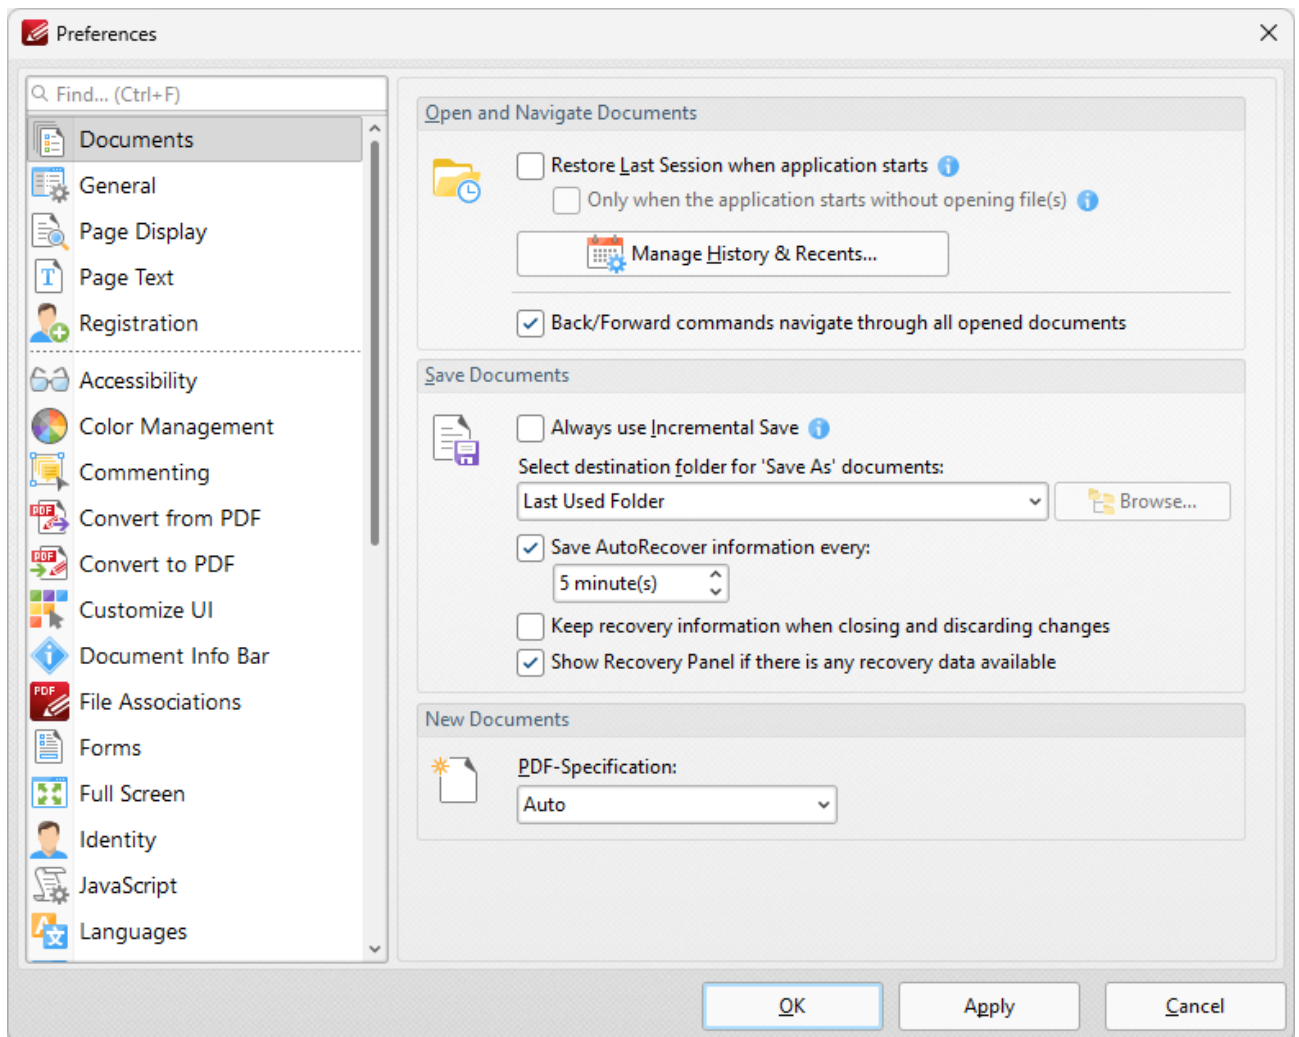 Preferences
Find... (Ctrl+F)
Documents
General
Page Display
Page Text
Registration
Accessibility
Color Management
Commenting
Convert from PDF
Convert to PDF
Customize UI
Document Info Bar
File Associations
Forms
Full Screen
Identity
JavaScript
Languages
Open and Navigate Documents
Restore Last Session when application starts
Only when the application starts without opening file(s)
Manage History & Recents...
Back/Forward commands navigate through all opened documents
Save Documents
Always use Incremental Save
Select destination folder for 'Save As' documents:
Last Used Folder
Browse...
Save AutoRecover information every:
5 minute(s)
Keep recovery information when closing and discarding changes
Show Recovery Panel if there is any recovery data available
New Documents
PDF-Specification:
Auto
OK
Apply
Cancel